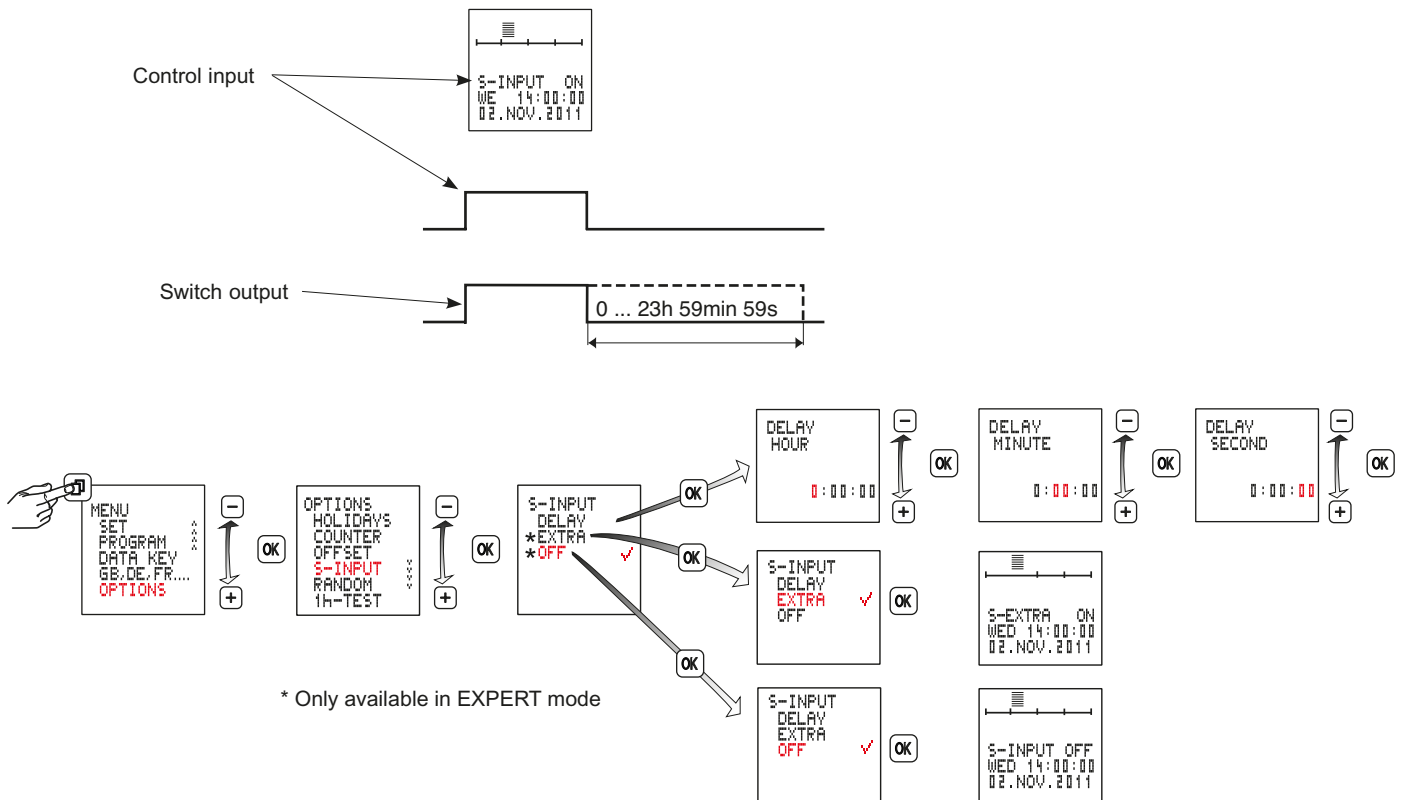 Control input
S-INPUT ON
WE 14:00:00
02.NOV.2011
Switch output
0 ... 23h 59min 59s
MENU
SET
PROGRAM
DATA KEY
GB,DE,FR....
OPTIONS
−
+
OK
OPTIONS
HOLIDAYS
COUNTER
OFFSET
S-INPUT
RANDOM
1h-TEST
−
+
OK
S-INPUT
DELAY
*EXTRA
*OFF ✓
OK
OK
OK
DELAY
HOUR
0:00:00
−
+
OK
DELAY
MINUTE
0:00:00
−
+
OK
DELAY
SECOND
0:00:00
−
+
OK
S-INPUT
DELAY
EXTRA ✓
OFF
OK
S-EXTRA ON
WED 14:00:00
02.NOV.2011
S-INPUT
DELAY
EXTRA
OFF ✓
OK
S-INPUT OFF
WED 14:00:00
02.NOV.2011
* Only available in EXPERT mode